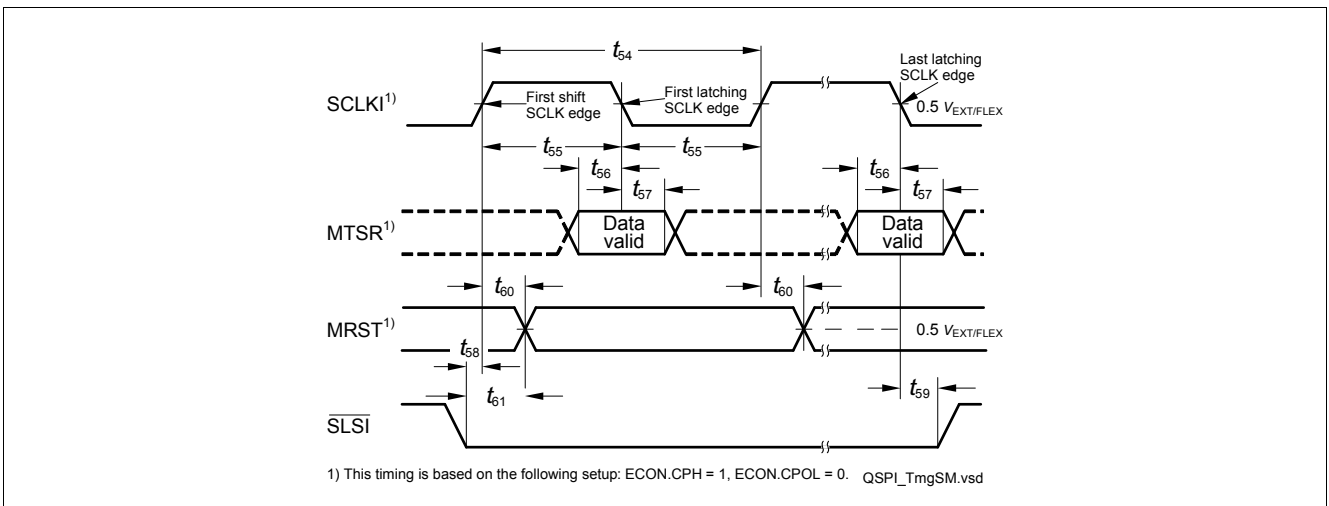 t54
SCLKI1)
First shift
SCLK edge
First latching
SCLK edge
Last latching
SCLK edge
0.5 VEXT/FLEX
t55
t55
t56
t57
t56
t57
MTSR1)
Data
valid
Data
valid
t60
t60
MRST1)
0.5 VEXT/FLEX
t58
t61
t59
SLSI
1) This timing is based on the following setup: ECON.CPH = 1, ECON.CPOL = 0.
QSPI_TmgSM.vsd